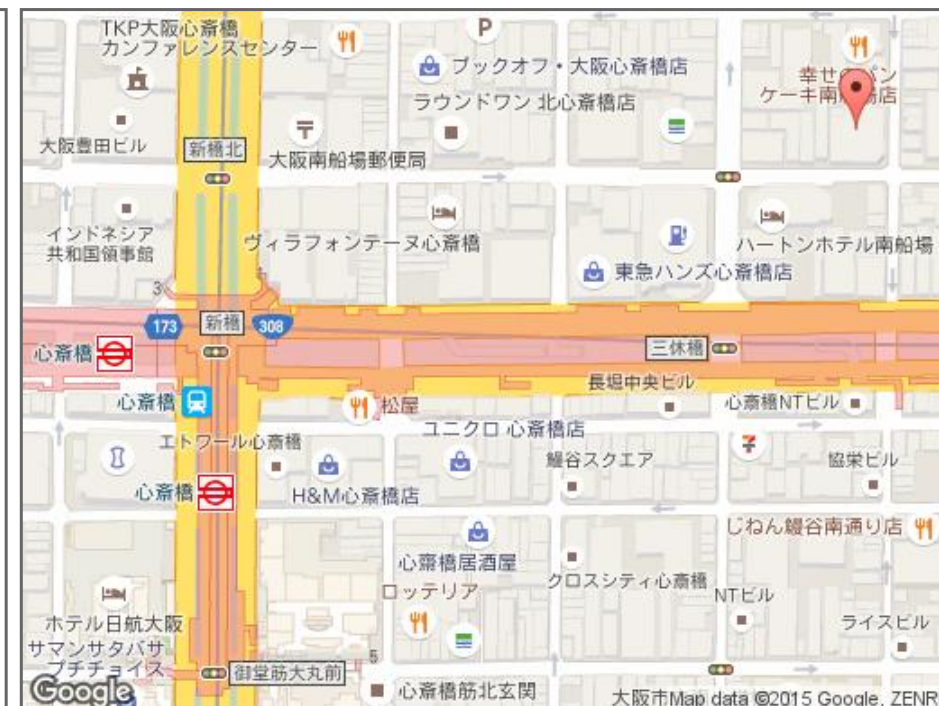 TKP大阪心斎橋
カンファレンスセンター
P
ブックオフ・大阪心斎橋店
幸せのパン
ケーキ南船場店
ラウンドワン 北心斎橋店
大阪豊田ビル
新橋北
大阪南船場郵便局
インドネシア
共和国領事館
ヴィラフォンテーヌ心斎橋
ハートンホテル南船場
東急ハンズ心斎橋店
3
173
新橋
308
心斎橋
三休橋
長堀中央ビル
心斎橋
松屋
心斎橋NTビル
ユニクロ 心斎橋店
エトワール心斎橋
鰻谷スクエア
協栄ビル
心斎橋
H&M心斎橋店
じねん鰻谷南通り店
心齋橋居酒屋
クロスシティ心斎橋
ロッテリア
NTビル
ホテル日航大阪
ライスビル
サマンサタバサ
プチチョイス
御堂筋大丸前
5
Google
心斎橋筋北玄関
大阪市Map data ©2015 Google, ZENR